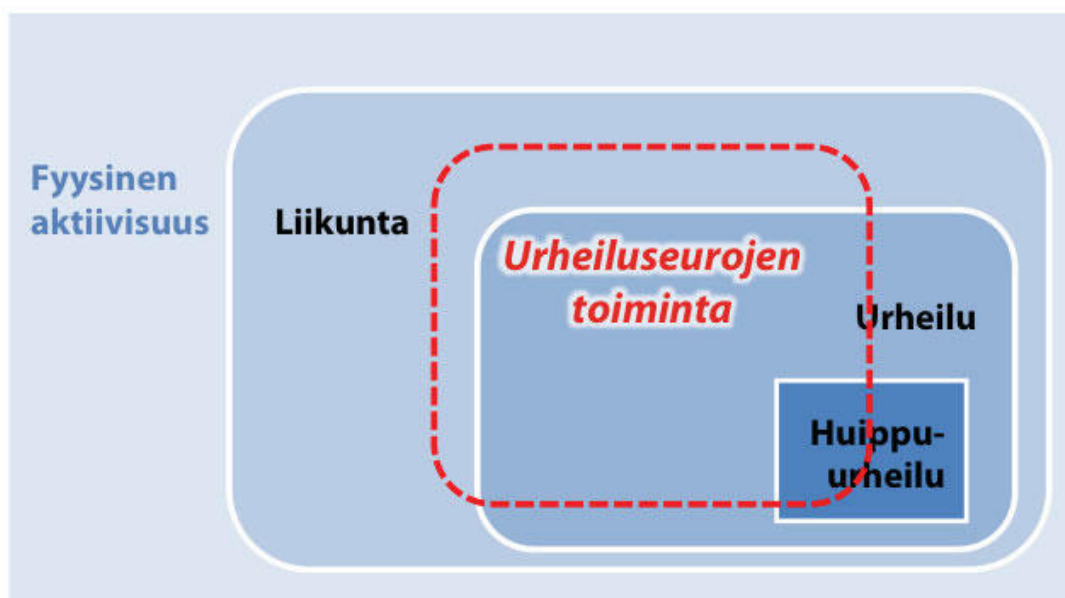 Fyysinen
aktiivisuus
Liikunta
Urheiluseurojen
toiminta
Urheilu
Huippu-
urheilu